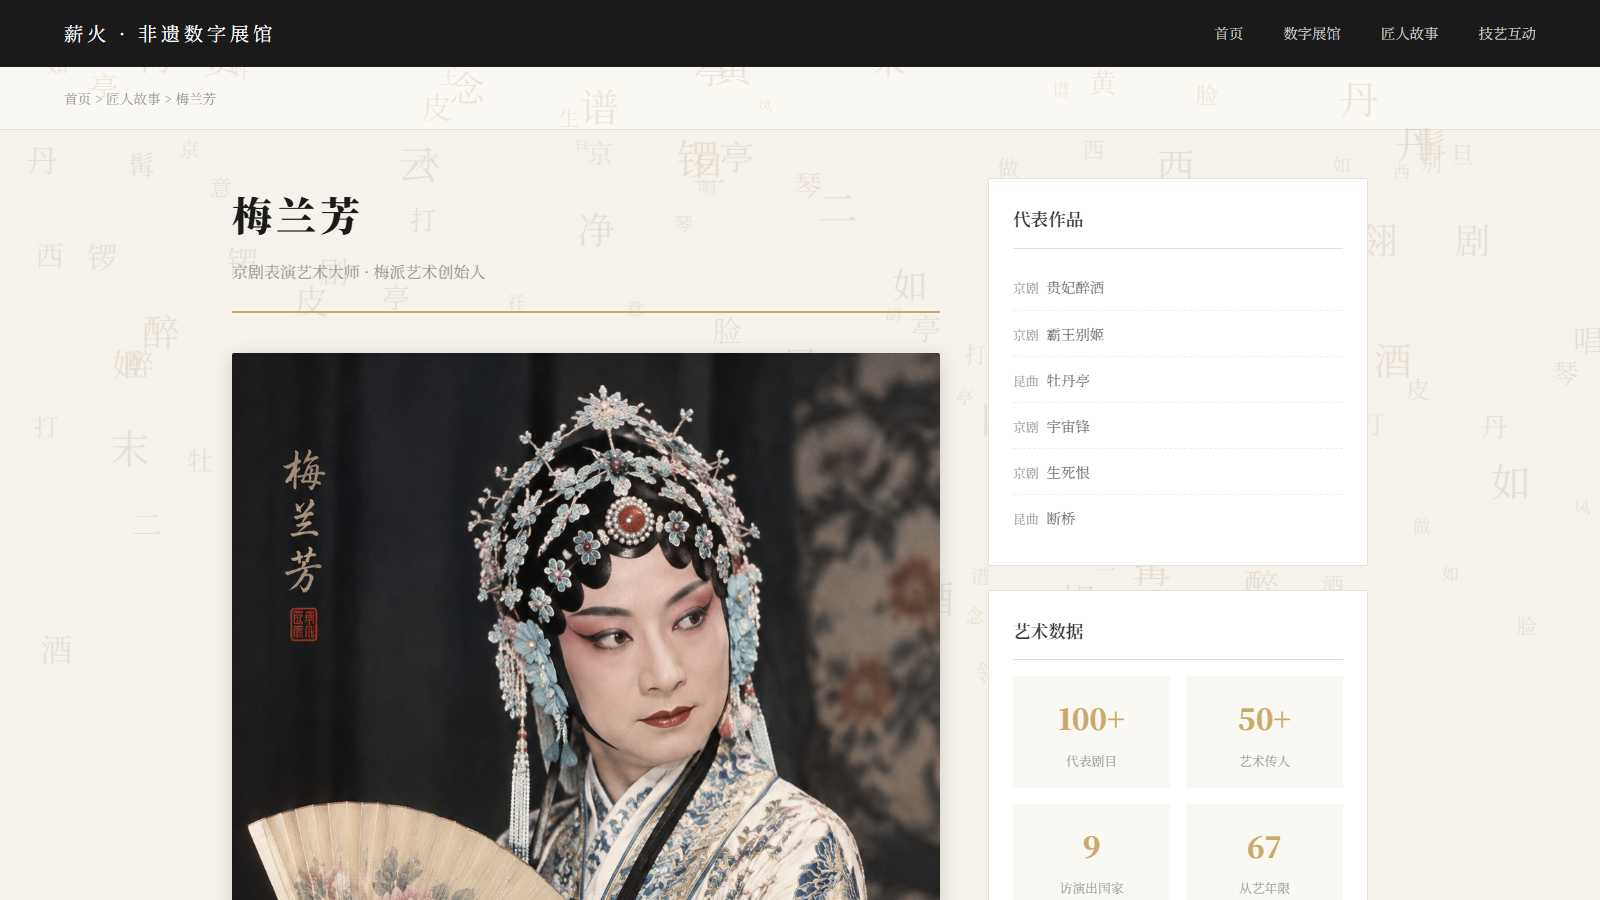 薪火 · 非遗数字展馆
首页 数字展馆 匠人故事 技艺互动
首页 > 匠人故事 > 梅兰芳
梅兰芳
京剧表演艺术大师 · 梅派艺术创始人
梅
兰
芳
代表作品
京剧 贵妃醉酒
京剧 霸王别姬
昆曲 牡丹亭
京剧 宇宙锋
京剧 生死恨
昆曲 断桥
艺术数据
100+
代表剧目
50+
艺术传人
9
访演出国家
67
从艺年限